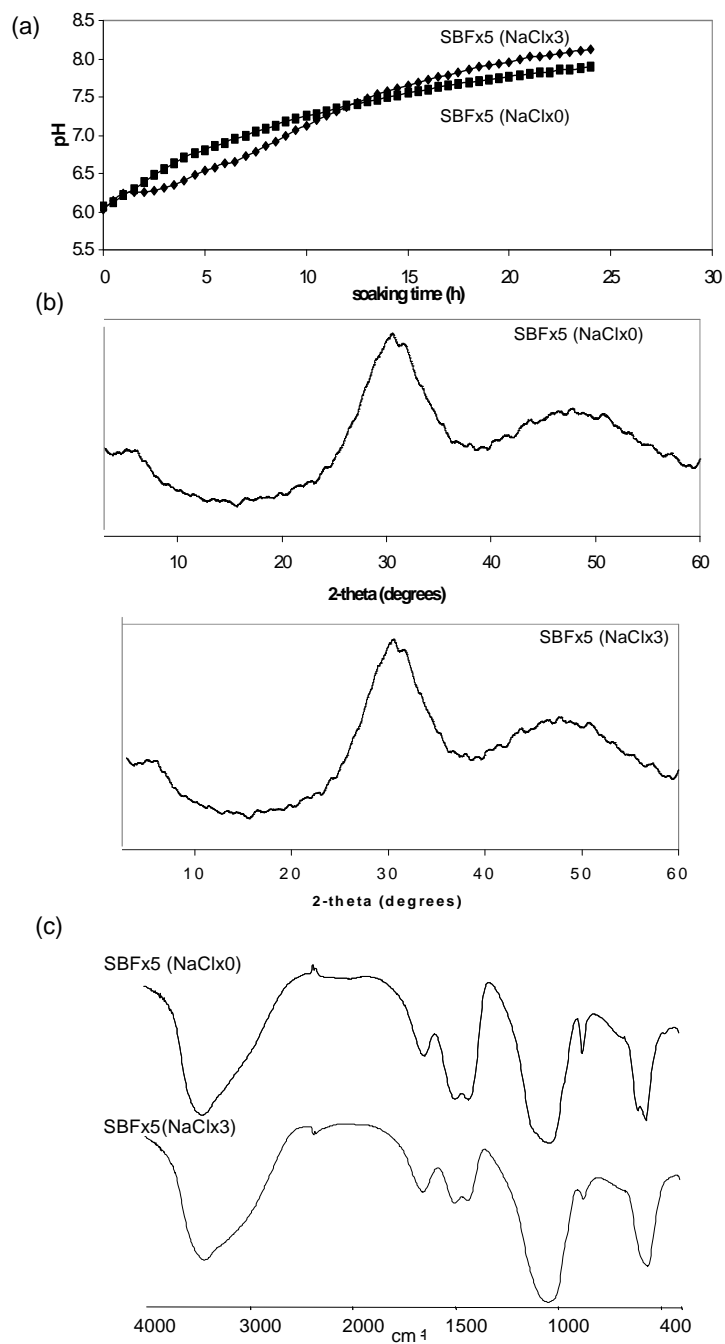 (a)
8.5
8.0
7.5
7.0
6.5
6.0
5.5
pH
SBFx5 (NaClx3)
SBFx5 (NaClx0)
0 5 10 15 20 25 30
soaking time (h)
(b)
SBFx5 (NaClx0)
10 20 30 40 50 60
2-theta (degrees)
SBFx5 (NaClx3)
10 20 30 40 50 60
2-theta (degrees)
(c)
SBFx5 (NaClx0)
SBFx5(NaClx3)
4000 3000 2000 1500 1000 400
cm-1